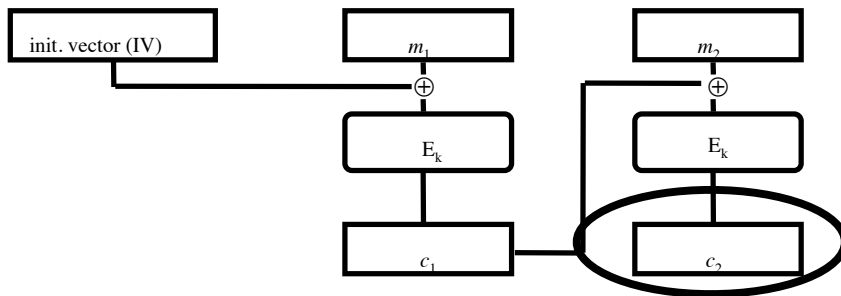 init. vector (IV) m₁ m₂
⊕ ⊕
Eₖ Eₖ
c₁ c₂